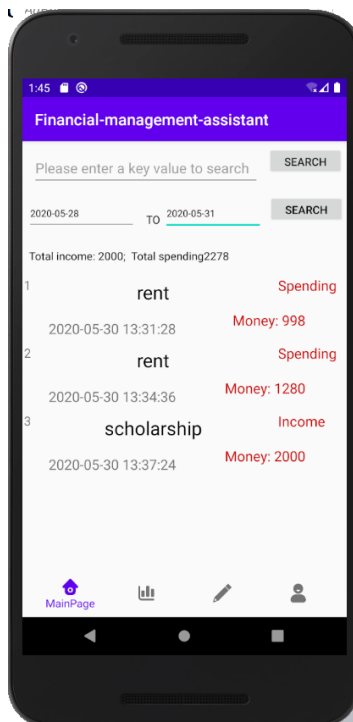 1:45
Financial-management-assistant
Please enter a key value to search SEARCH
2020-05-28 TO 2020-05-31 SEARCH
Total income: 2000; Total spending2278
1 rent Spending
2020-05-30 13:31:28 Money: 998
2 rent Spending
2020-05-30 13:34:36 Money: 1280
3 scholarship Income
2020-05-30 13:37:24 Money: 2000
MainPage